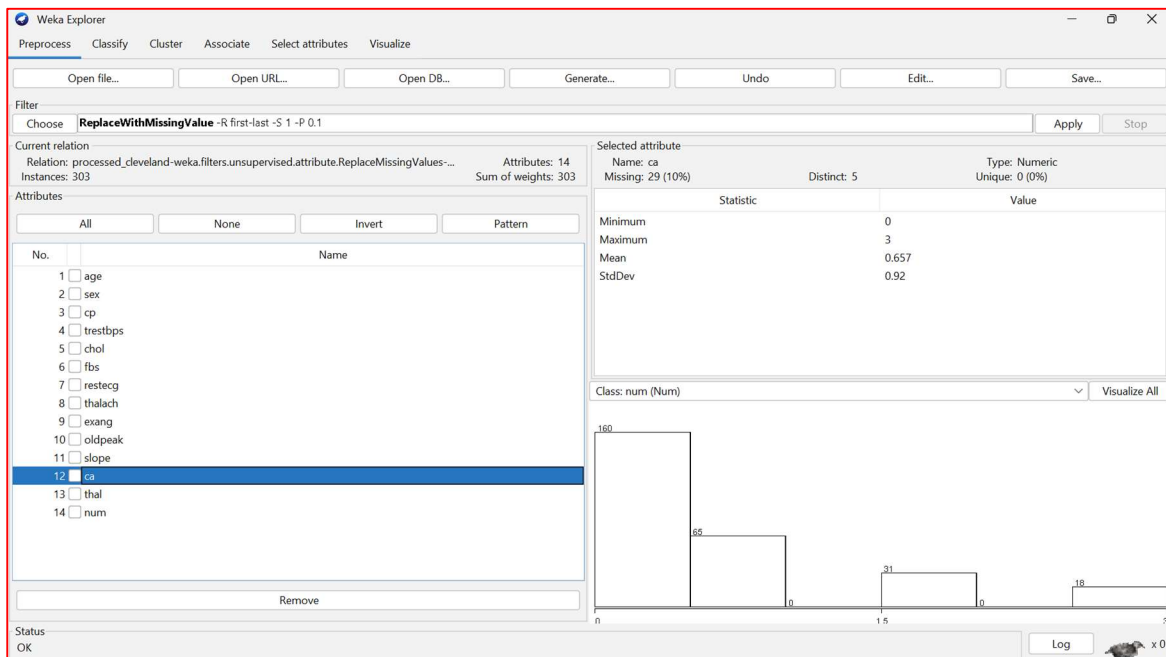 Weka Explorer
Preprocess Classify Cluster Associate Select attributes Visualize
Open file... Open URL... Open DB... Generate... Undo Edit... Save...
Filter
Choose ReplaceWithMissingValue -R first-last -S 1 -P 0.1 Apply Stop
Current relation
Relation: processed_cleveland-weka.filters.unsupervised.attribute.ReplaceMissingValues-... Attributes: 14
Instances: 303 Sum of weights: 303
Attributes
All None Invert Pattern
No. Name
1 age
2 sex
3 cp
4 trestbps
5 chol
6 fbs
7 restecg
8 thalach
9 exang
10 oldpeak
11 slope
12 ca
13 thal
14 num
Remove
Selected attribute
Name: ca Type: Numeric
Missing: 29 (10%) Distinct: 5 Unique: 0 (0%)
Statistic Value
Minimum 0
Maximum 3
Mean 0.657
StdDev 0.92
Class: num (Num) Visualize All
160
65
0
31
0
18
0 1.5 3
Status
OK Log x 0